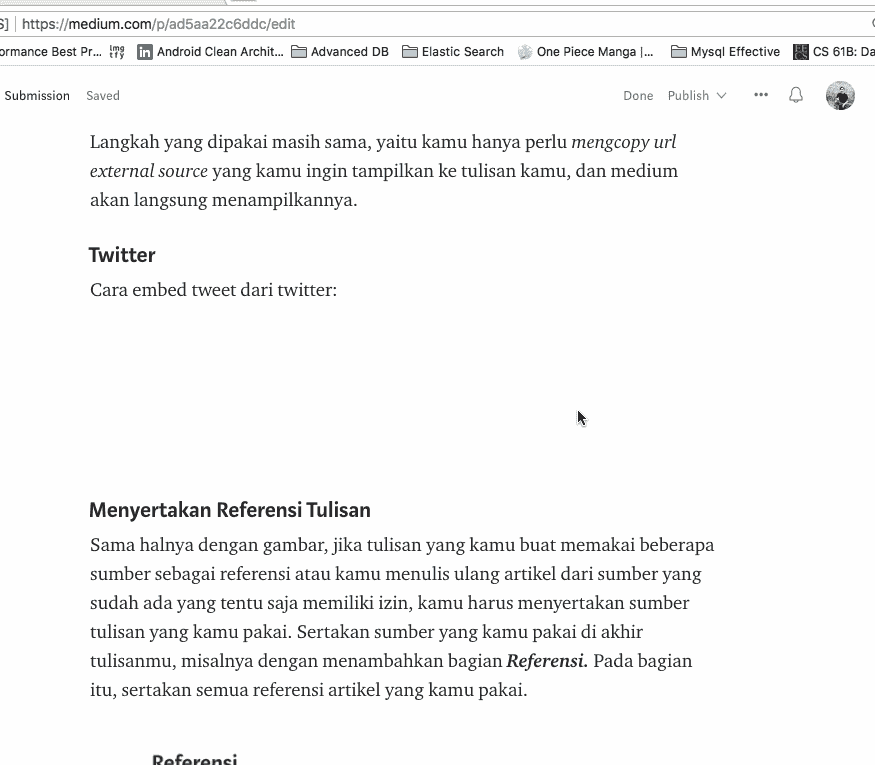 S] https://medium.com/p/ad5aa22c6ddc/edit
ormance Best Pr... img tfy in Android Clean Archit... Advanced DB Elastic Search One Piece Manga |... Mysql Effective CS 61B: Da
Submission Saved Done Publish
Langkah yang dipakai masih sama, yaitu kamu hanya perlu mengcopy url
external source yang kamu ingin tampilkan ke tulisan kamu, dan medium
akan langsung menampilkannya.
Twitter
Cara embed tweet dari twitter:
Menyertakan Referensi Tulisan
Sama halnya dengan gambar, jika tulisan yang kamu buat memakai beberapa
sumber sebagai referensi atau kamu menulis ulang artikel dari sumber yang
sudah ada yang tentu saja memiliki izin, kamu harus menyertakan sumber
tulisan yang kamu pakai. Sertakan sumber yang kamu pakai di akhir
tulisanmu, misalnya dengan menambahkan bagian Referensi. Pada bagian
itu, sertakan semua referensi artikel yang kamu pakai.
Referensi